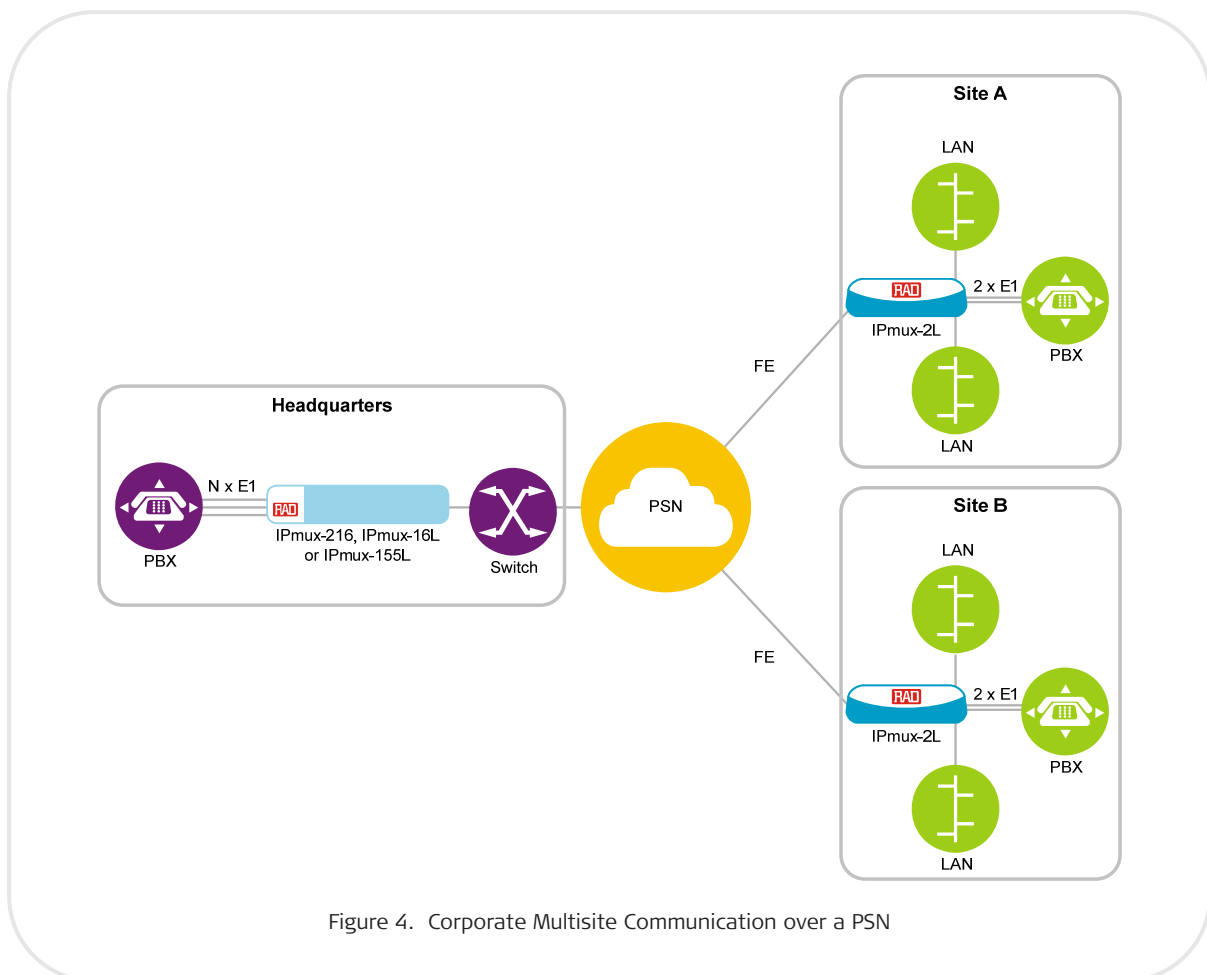 Site A
LAN
RAD
2 x E1
IPmux-2L
PBX
FE
LAN
Headquarters
N x E1
RAD
IPmux-216, IPmux-16L
or IPmux-155L
PBX
Switch
PSN
Site B
LAN
FE
RAD
2 x E1
IPmux-2L
PBX
LAN
Figure 4. Corporate Multisite Communication over a PSN